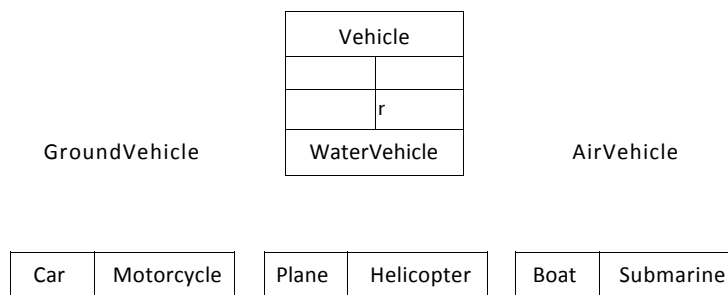 Vehicle
r
GroundVehicle WaterVehicle AirVehicle
Car Motorcycle Plane Helicopter Boat Submarine